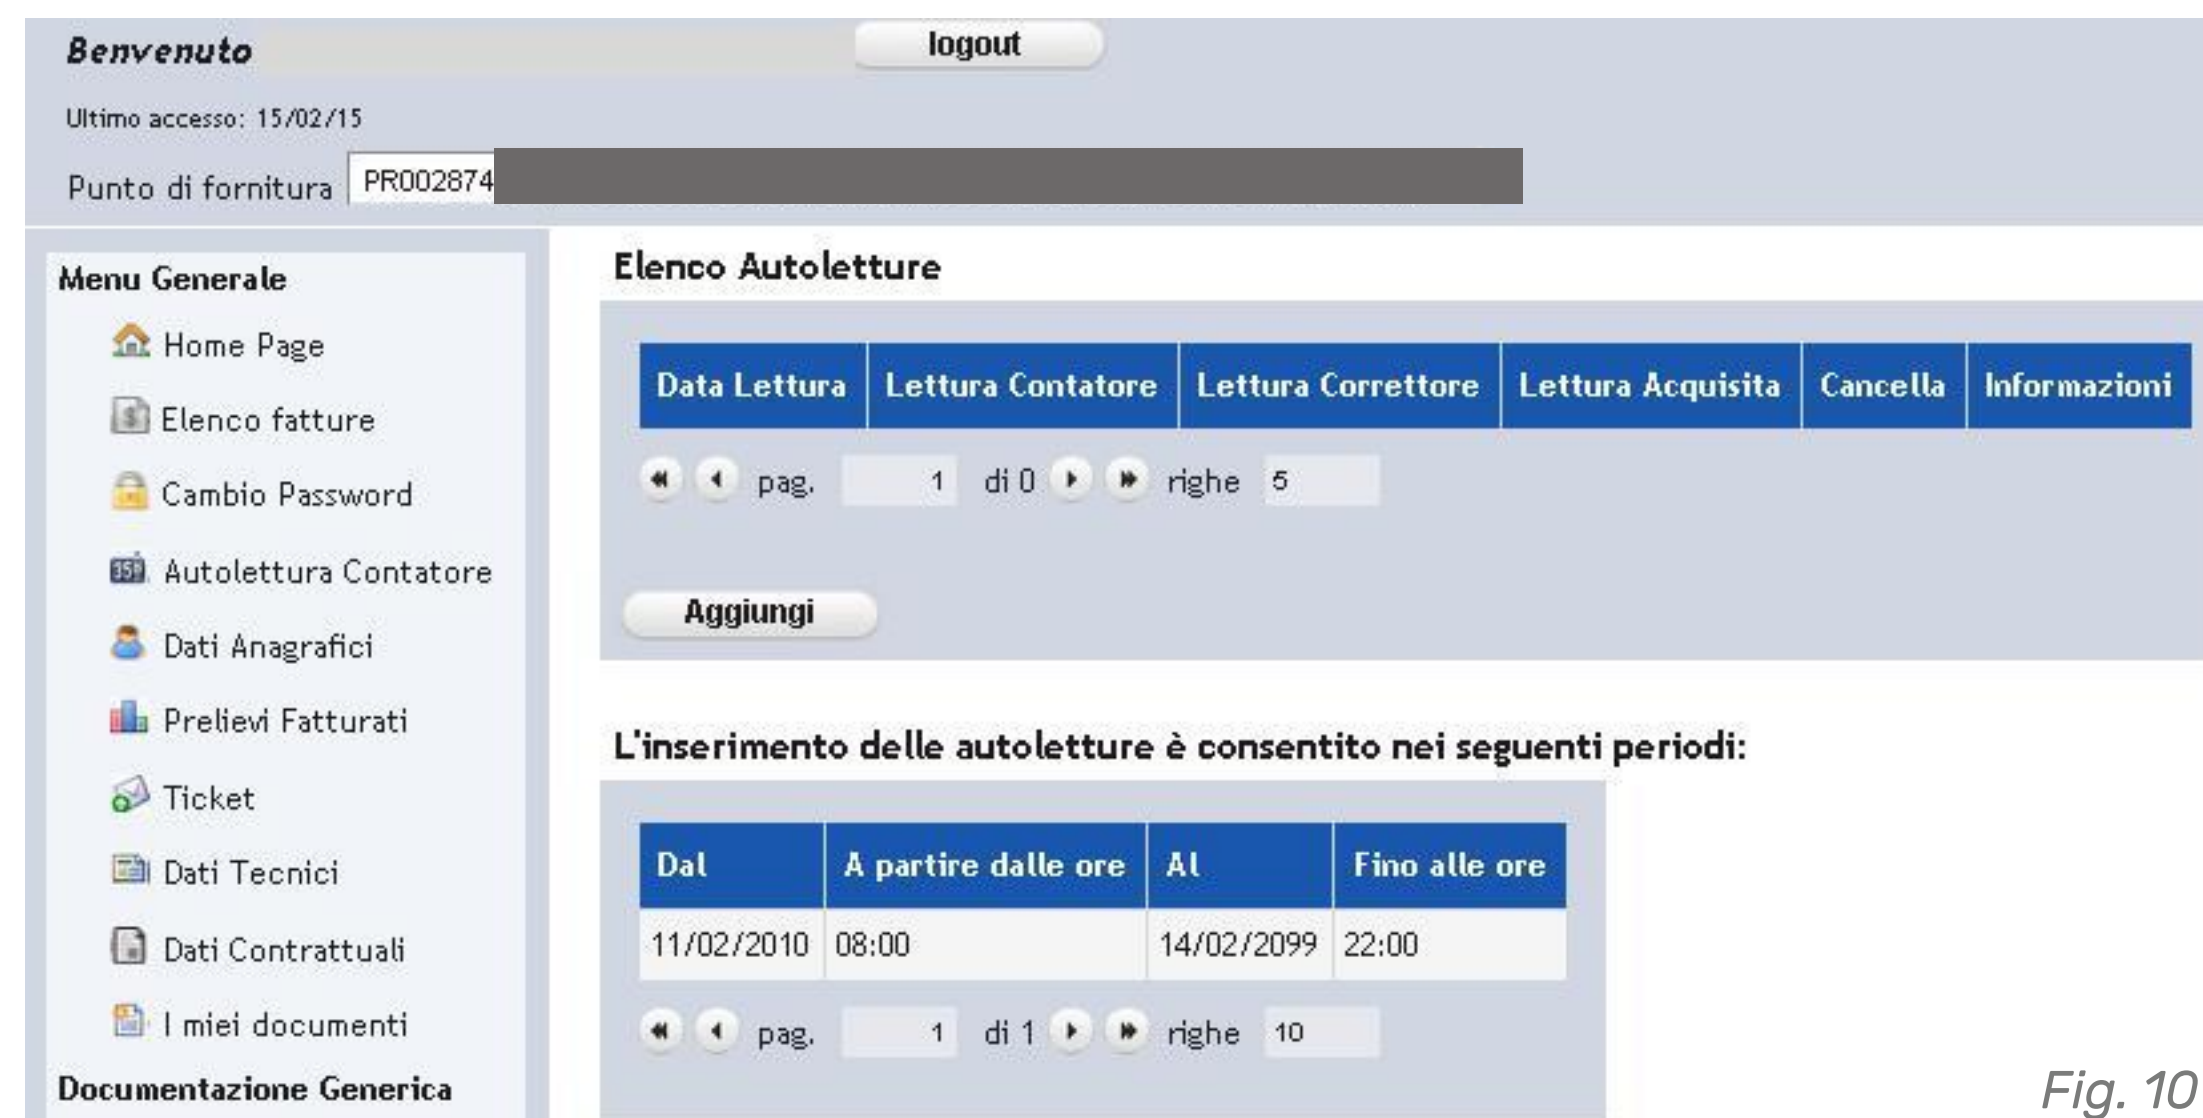 Benvenuto
logout
Ultimo accesso: 15/02/15
Punto di fornitura PR002874
Menu Generale
Home Page
Elenco fatture
Cambio Password
Autolettura Contatore
Dati Anagrafici
Prelievi Fatturati
Ticket
Dati Tecnici
Dati Contrattuali
I miei documenti
Documentazione Generica
Elenco Autoletture
Data Lettura Lettura Contatore Lettura Correttore Lettura Acquisita Cancella Informazioni
pag. 1 di 0 righe 5
Aggiungi
L'inserimento delle autoletture è consentito nei seguenti periodi:
Dal A partire dalle ore Al Fino alle ore
11/02/2010 08:00 14/02/2099 22:00
pag. 1 di 1 righe 10
Fig. 10